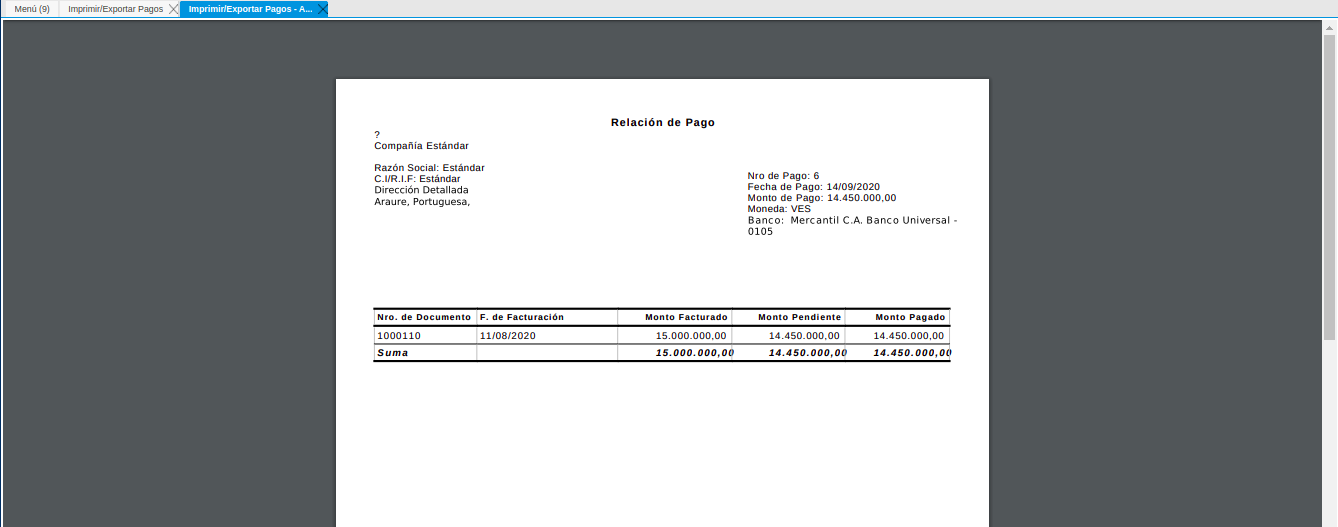 Menú (9) Imprimir/Exportar Pagos Imprimir/Exportar Pagos - A...
Relación de Pago
?
Compañía Estándar
Razón Social: Estándar
C.I/R.I.F: Estándar
Dirección Detallada
Araure, Portuguesa,
Nro de Pago: 6
Fecha de Pago: 14/09/2020
Monto de Pago: 14.450.000,00
Moneda: VES
Banco: Mercantil C.A. Banco Universal -
0105
Nro. de Documento F. de Facturación Monto Facturado Monto Pendiente Monto Pagado
1000110 11/08/2020 15.000.000,00 14.450.000,00 14.450.000,00
Suma 15.000.000,00 14.450.000,00 14.450.000,00